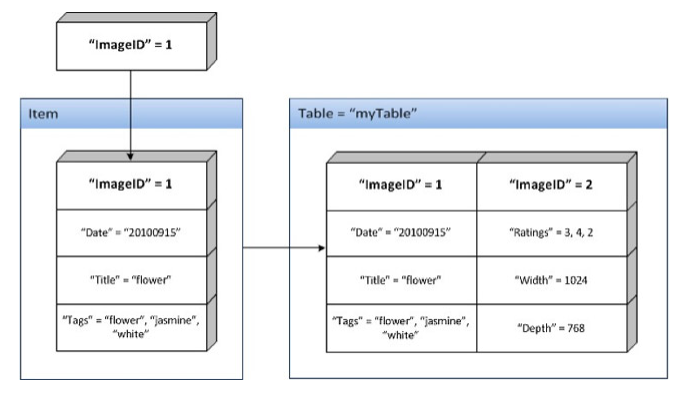 "ImageID" = 1
Item
"ImageID" = 1
"Date" = "20100915"
"Title" = "flower"
"Tags" = "flower", "jasmine",
"white"
Table = "myTable"
"ImageID" = 1
"ImageID" = 2
"Date" = "20100915"
"Ratings" = 3, 4, 2
"Title" = "flower"
"Width" = 1024
"Tags" = "flower", "jasmine",
"white"
"Depth" = 768